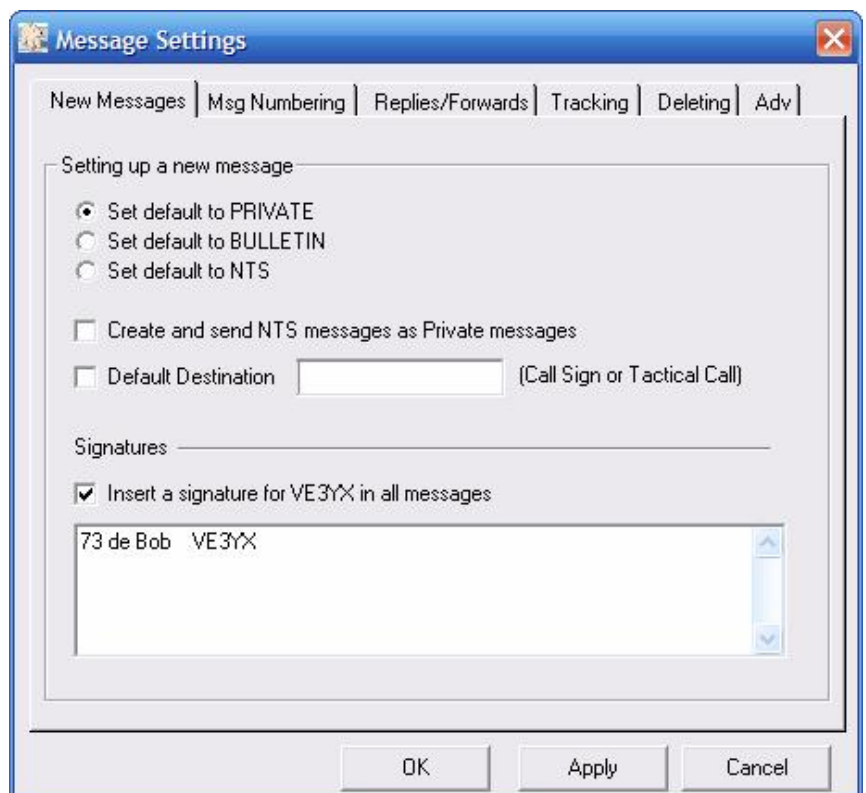 Message Settings
New Messages Msg Numbering Replies/Forwards Tracking Deleting Adv
Setting up a new message
Set default to PRIVATE
Set default to BULLETIN
Set default to NTS
Create and send NTS messages as Private messages
Default Destination (Call Sign or Tactical Call)
Signatures
Insert a signature for VE3YX in all messages
73 de Bob VE3YX
OK Apply Cancel